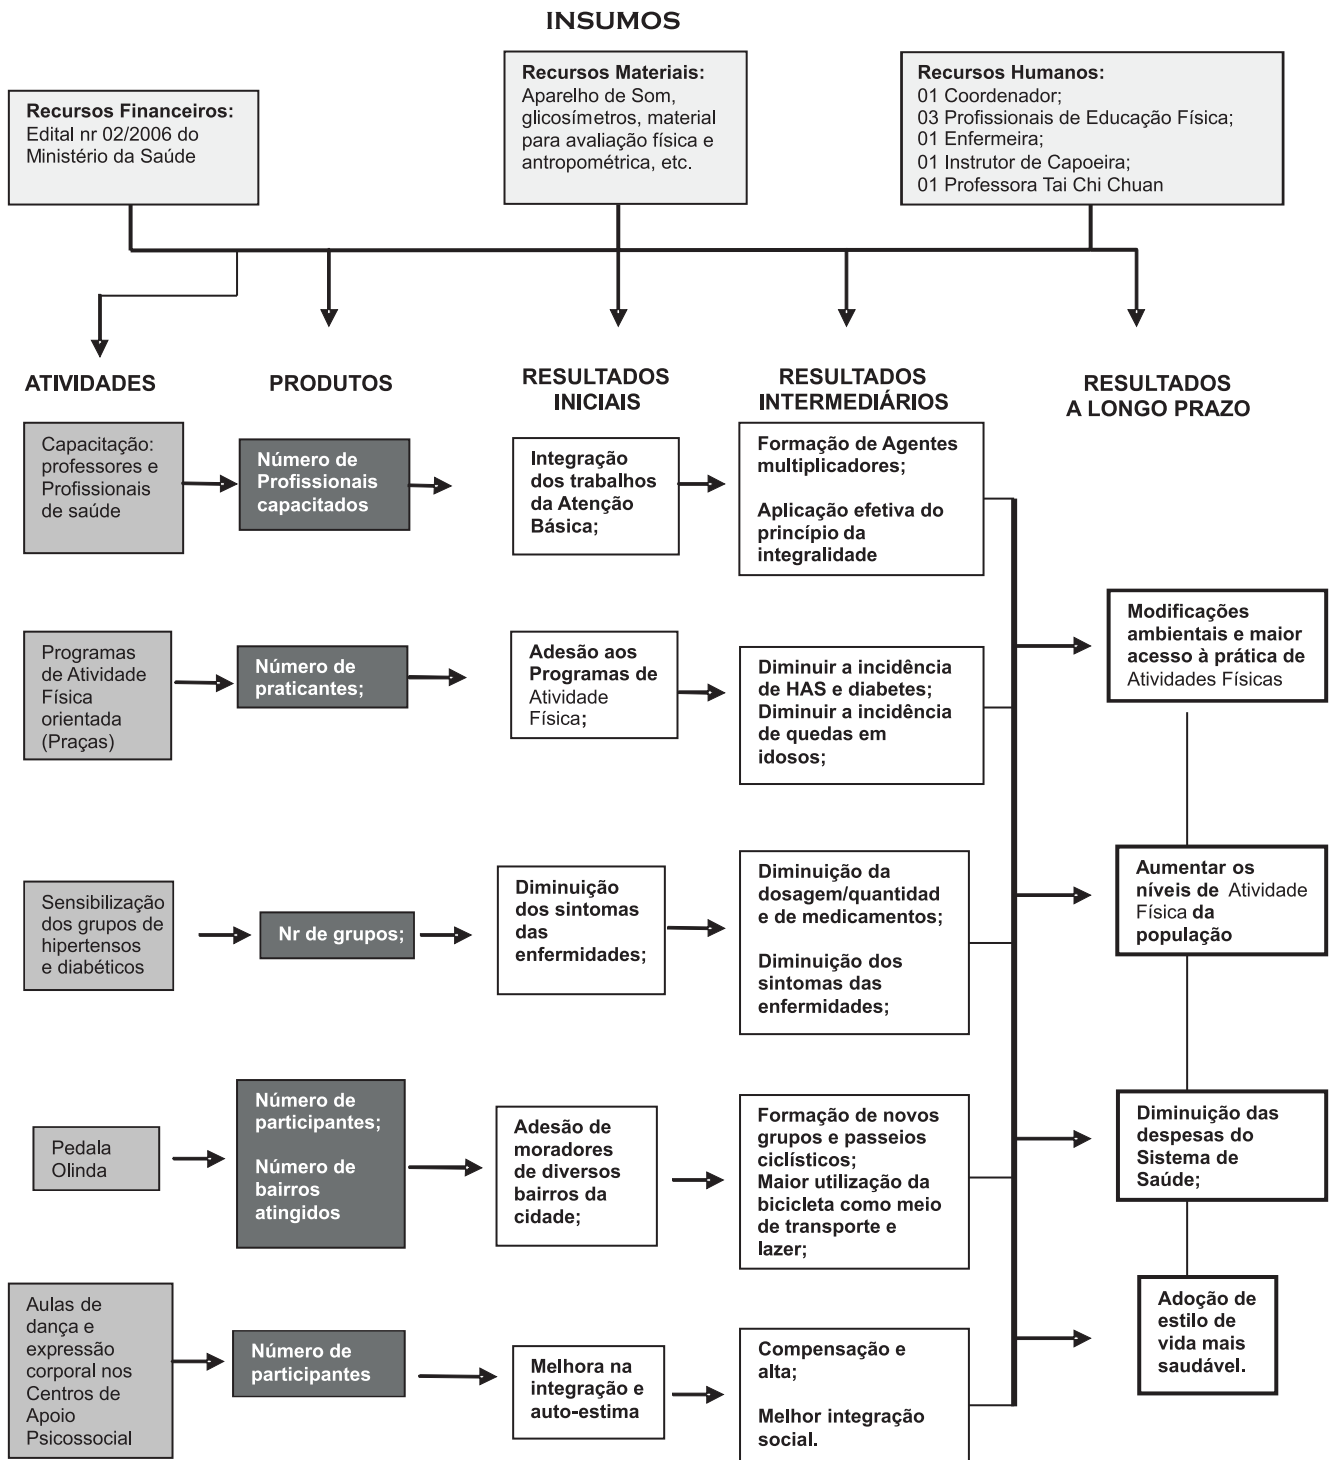 INSUMOS
Recursos Financeiros:
Edital nr 02/2006 do
Ministério da Saúde
Recursos Materiais:
Aparelho de Som,
glicosímetros, material
para avaliação física e
antropométrica, etc.
Recursos Humanos:
01 Coordenador;
03 Profissionais de Educação Física;
01 Enfermeira;
01 Instrutor de Capoeira;
01 Professora Tai Chi Chuan
ATIVIDADES
PRODUTOS
RESULTADOS
INICIAIS
RESULTADOS
INTERMEDIÁRIOS
RESULTADOS
A LONGO PRAZO
Capacitação:
professores e
Profissionais
de saúde
Número de
Profissionais
capacitados
Integração
dos trabalhos
da Atenção
Básica;
Formação de Agentes
multiplicadores;
Aplicação efetiva do
princípio da
integralidade
Programas
de Atividade
Física
orientada
(Praças)
Número de
praticantes;
Adesão aos
Programas de
Atividade
Física;
Diminuir a incidência
de HAS e diabetes;
Diminuir a incidência
de quedas em
idosos;
Modificações
ambientais e maior
acesso à prática de
Atividades Físicas
Sensibilização
dos grupos de
hipertensos
e diabéticos
Nr de grupos;
Diminuição
dos sintomas
das
enfermidades;
Diminuição da
dosagem/quantidad
e de medicamentos;
Diminuição dos
sintomas das
enfermidades;
Aumentar os
níveis de Atividade
Física da
população
Pedala
Olinda
Número de
participantes;
Número de
bairros
atingidos
Adesão de
moradores
de diversos
bairros da
cidade;
Formação de novos
grupos e passeios
ciclísticos;
Maior utilização da
bicicleta como meio
de transporte e
lazer;
Diminuição das
despesas do
Sistema de
Saúde;
Aulas de
dança e
expressão
corporal nos
Centros de
Apoio
Psicossocial
Número de
participantes
Melhora na
integração e
auto-estima
Compensação e
alta;
Melhor integração
social.
Adoção de
estilo de
vida mais
saudável.